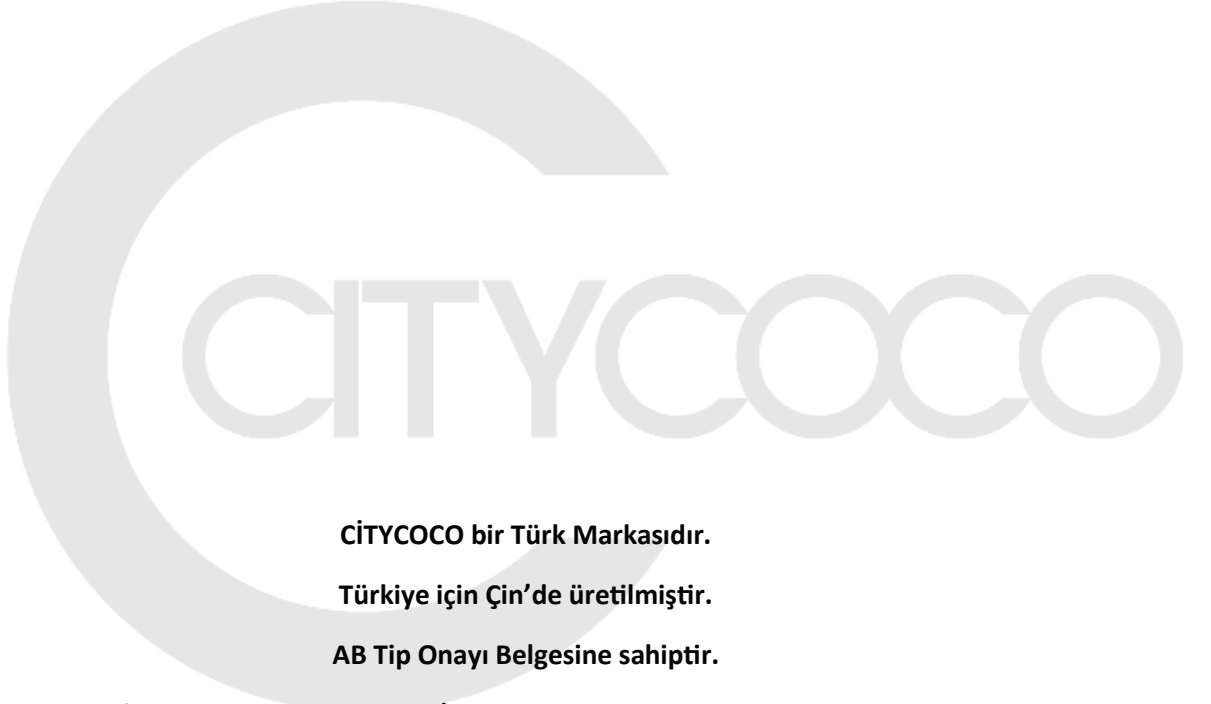 CITYCOCO
CİTYCOCO bir Türk Markasıdır.
Türkiye için Çin’de üretilmiştir.
AB Tip Onayı Belgesine sahiptir.